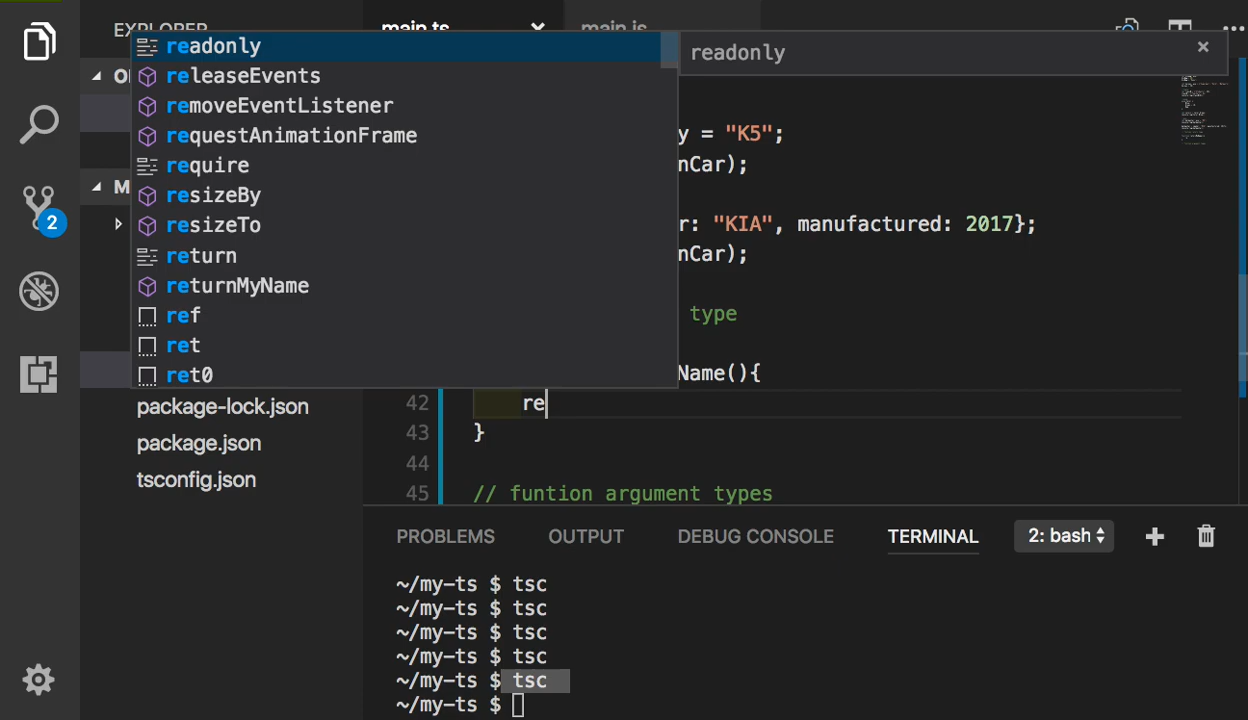 EXPLORER
main.ts
main.js
readonly
releaseEvents
removeEventListener
requestAnimationFrame
require
resizeBy
resizeTo
return
returnMyName
ref
ret
ret0
readonly
O
M
2
y = "K5";
nCar);
r: "KIA", manufactured: 2017};
nCar);
type
Name(){
42 re
43 }
44
45 // funtion argument types
package-lock.json
package.json
tsconfig.json
PROBLEMS OUTPUT DEBUG CONSOLE TERMINAL 2: bash
~/my-ts $ tsc
~/my-ts $ tsc
~/my-ts $ tsc
~/my-ts $ tsc
~/my-ts $ tsc
~/my-ts $